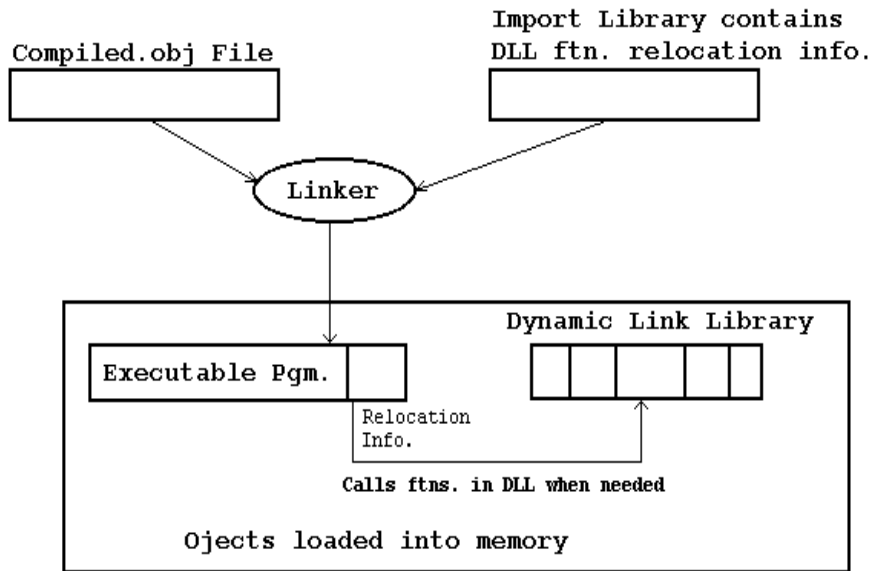 Compiled.obj File
Import Library contains
DLL ftn. relocation info.
Linker
Dynamic Link Library
Executable Pgm.
Relocation
Info.
Calls ftns. in DLL when needed
Ojects loaded into memory